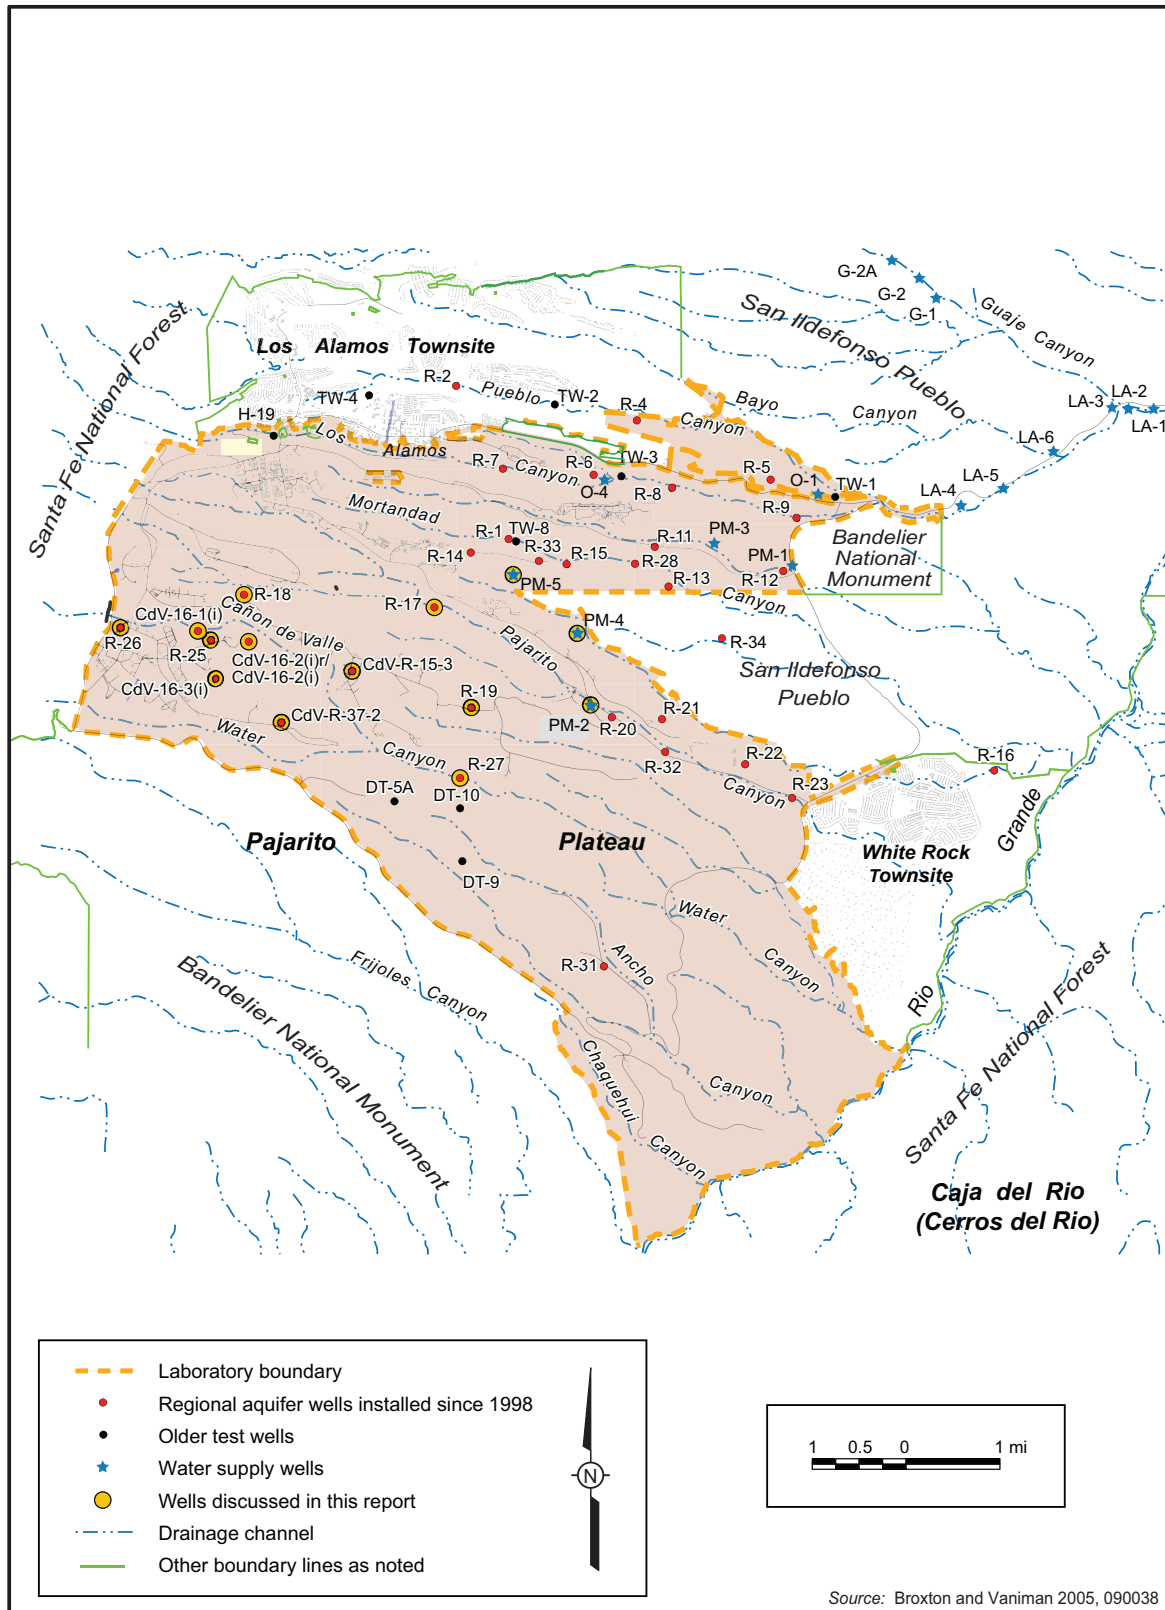 G-2A
G-2
G-1
Guaje Canyon
San Ildefonso Pueblo
Santa Fe National Forest
Los Alamos Townsite
R-2
Pueblo
TW-4
TW-2
R-4
Bayo
Canyon
Canyon
LA-3
LA-2
LA-1
H-19
Los
Alamos
Canyon
R-7
R-6
TW-3
O-4
R-8
R-5
O-1
TW-1
LA-6
LA-5
LA-4
R-9
Mortandad
R-1
TW-8
R-14
R-33
R-15
R-11
PM-3
R-28
R-13
PM-1
R-12
Canyon
Bandelier
National
Monument
PM-5
R-18
R-17
CdV-16-1(i)
Cañon de Valle
R-26
R-25
CdV-16-2(i)r/
CdV-16-2(i)
CdV-16-3(i)
CdV-R-15-3
Pajarito
PM-4
R-34
San Ildefonso
Pueblo
CdV-R-37-2
R-19
PM-2
R-20
R-21
Water
Canyon
R-32
R-22
Canyon
R-23
R-16
R-27
DT-5A
DT-10
DT-9
Pajarito
Plateau
White Rock
Townsite
Rio
Grande
Water
Canyon
R-31
Ancho
Canyon
Frijoles Canyon
Bandelier National Monument
Chaquehui
Canyon
Santa Fe National Forest
Caja del Rio
(Cerros del Rio)
Laboratory boundary
Regional aquifer wells installed since 1998
Older test wells
Water supply wells
Wells discussed in this report
Drainage channel
Other boundary lines as noted
N
1 0.5 0 1 mi
Source: Broxton and Vaniman 2005, 090038